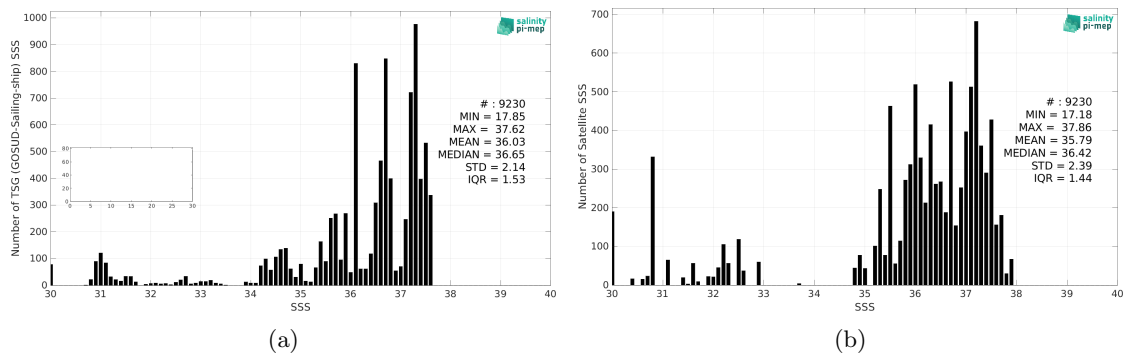 1000
900
800
700
600
500
400
300
200
100
0
Number of TSG (GOSUD-Sailing-ship) SSS
salinity
pi-mep
# : 9230
MIN = 17.85
MAX = 37.62
MEAN = 36.03
MEDIAN = 36.65
STD = 2.14
IQR = 1.53
80
60
40
20
0
0 5 10 15 20 25 30
30 31 32 33 34 35 36 37 38 39 40
SSS
(a)
700
600
500
400
300
200
100
0
Number of Satellite SSS
salinity
pi-mep
# : 9230
MIN = 17.18
MAX = 37.86
MEAN = 35.79
MEDIAN = 36.42
STD = 2.39
IQR = 1.44
30 31 32 33 34 35 36 37 38 39 40
SSS
(b)